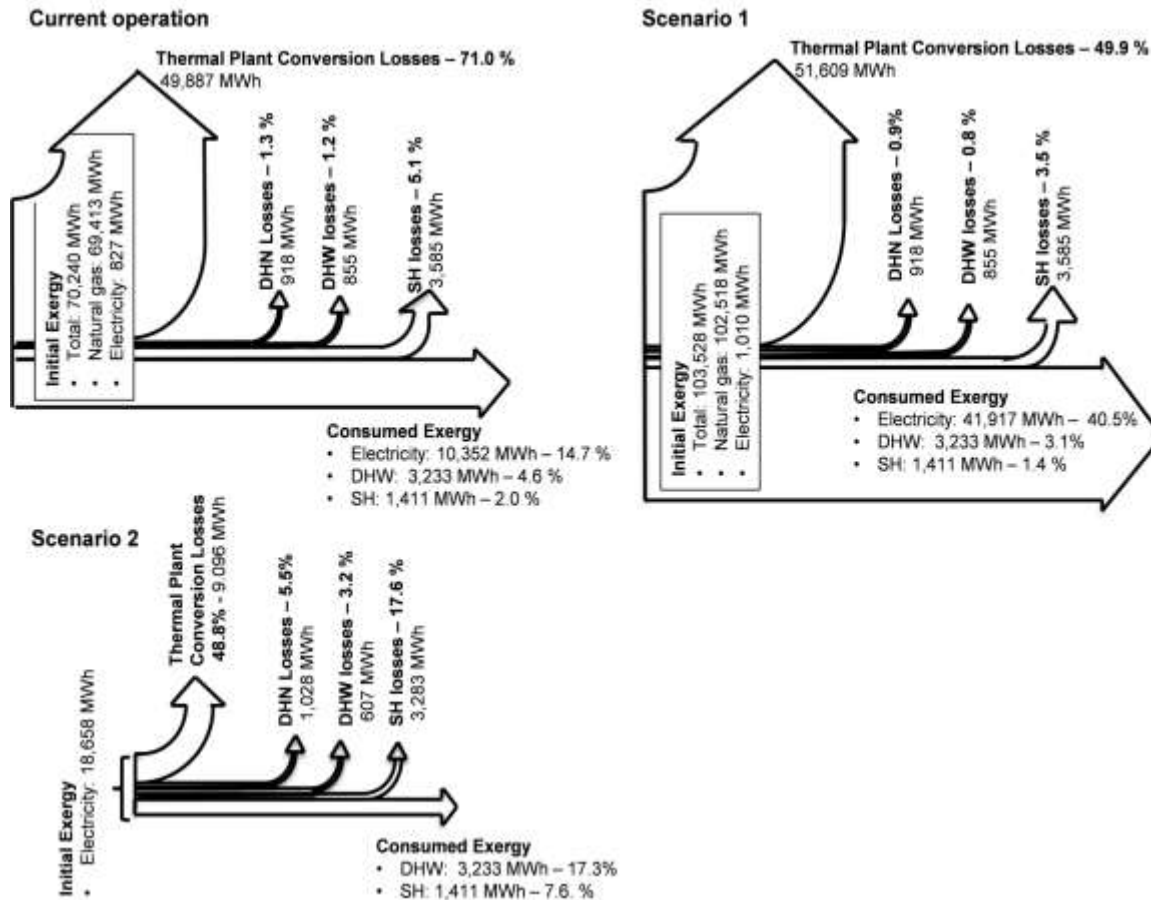 Current operation
Thermal Plant Conversion Losses – 71.0 %
49,887 MWh
Initial Exergy
• Total: 70,240 MWh
• Natural gas: 69,413 MWh
• Electricity: 827 MWh
DHN Losses – 1.3 %
918 MWh
DHW losses – 1.2 %
855 MWh
SH losses – 5.1 %
3,585 MWh
Consumed Exergy
• Electricity: 10,352 MWh – 14.7 %
• DHW: 3,233 MWh – 4.6 %
• SH: 1,411 MWh – 2.0 %
Scenario 1
Thermal Plant Conversion Losses – 49.9 %
51,609 MWh
Initial Exergy
• Total: 103,528 MWh
• Natural gas: 102,518 MWh
• Electricity: 1,010 MWh
DHN Losses – 0.9%
918 MWh
DHW losses – 0.8 %
855 MWh
SH losses – 3.5 %
3,585 MWh
Consumed Exergy
• Electricity: 41,917 MWh – 40.5%
• DHW: 3,233 MWh – 3.1%
• SH: 1,411 MWh – 1.4 %
Scenario 2
Initial Exergy
• Electricity: 18,658 MWh
Thermal Plant
Conversion Losses
48.8% - 9.096 MWh
DHN Losses – 5.5%
1,028 MWh
DHW losses – 3.2 %
607 MWh
SH losses – 17.6 %
3,283 MWh
Consumed Exergy
• DHW: 3,233 MWh – 17.3%
• SH: 1,411 MWh – 7.6. %